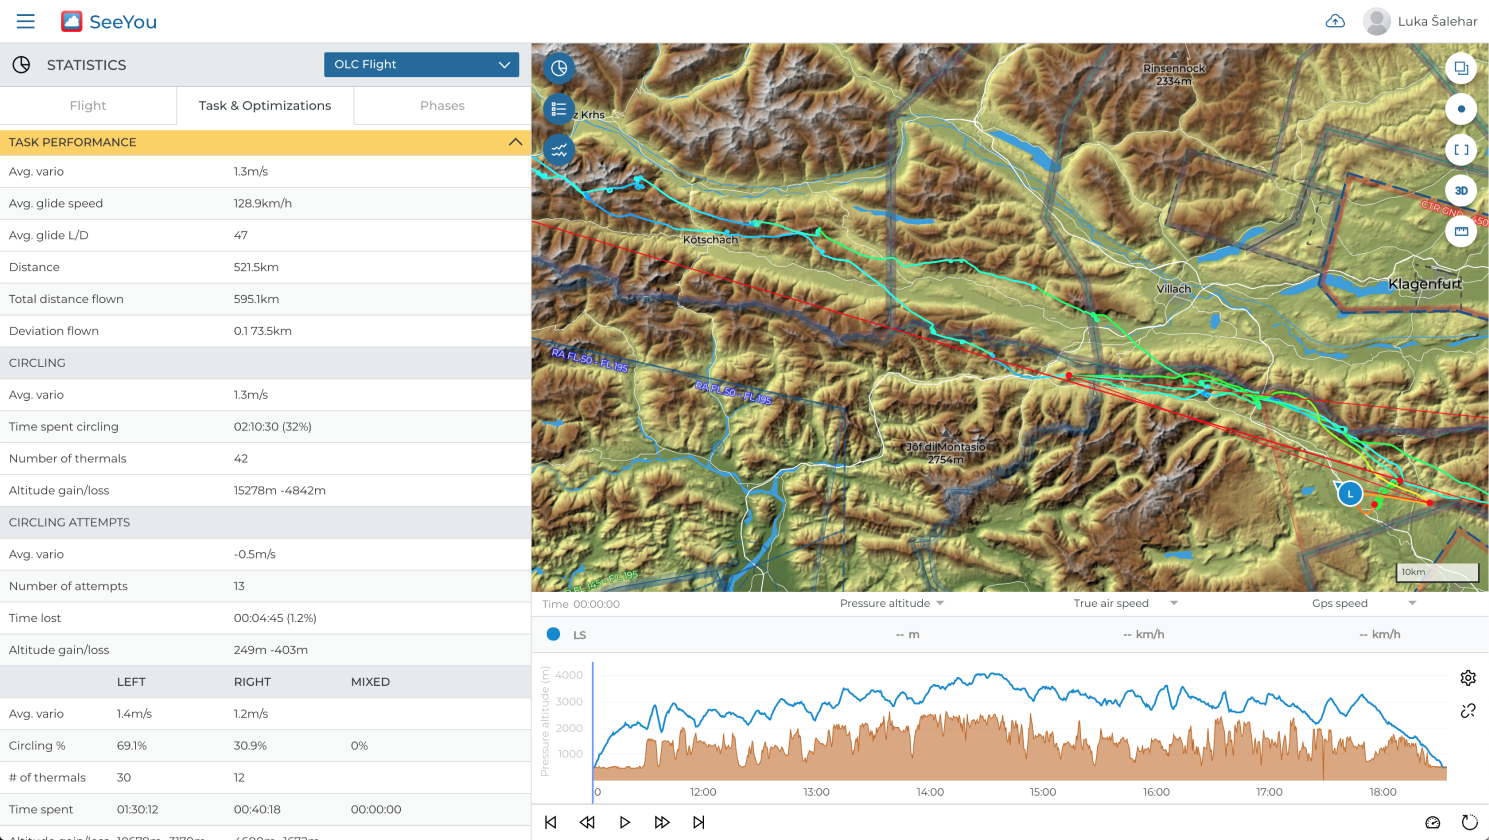 SeeYou
Luka Šalehar
STATISTICS
OLC Flight
Flight
Task & Optimizations
Phases
TASK PERFORMANCE
Avg. vario 1.3m/s
Avg. glide speed 128.9km/h
Avg. glide L/D 47
Distance 521.5km
Total distance flown 595.1km
Deviation flown 0.1 73.5km
CIRCLING
Avg. vario 1.3m/s
Time spent circling 02:10:30 (32%)
Number of thermals 42
Altitude gain/loss 15278m -4842m
CIRCLING ATTEMPTS
Avg. vario -0.5m/s
Number of attempts 13
Time lost 00:04:45 (1.2%)
Altitude gain/loss 249m -403m
LEFT RIGHT MIXED
Avg. vario 1.4m/s 1.2m/s
Circling % 69.1% 30.9% 0%
# of thermals 30 12
Time spent 01:30:12 00:40:18 00:00:00
Rinsennock
2334m
z Krhs
3D
CTR GND
Kötschach
Villach
Klagenfurt
RA FL 50 - FL 195
RA FL 50 - FL 195
Jôf di Montasio
2754m
L
FL 145 - FL 195
10km
Time 00:00:00
Pressure altitude
True air speed
Gps speed
LS -- m -- km/h -- km/h
Pressure altitude (m)
4000
3000
2000
1000
0 12:00 13:00 14:00 15:00 16:00 17:00 18:00